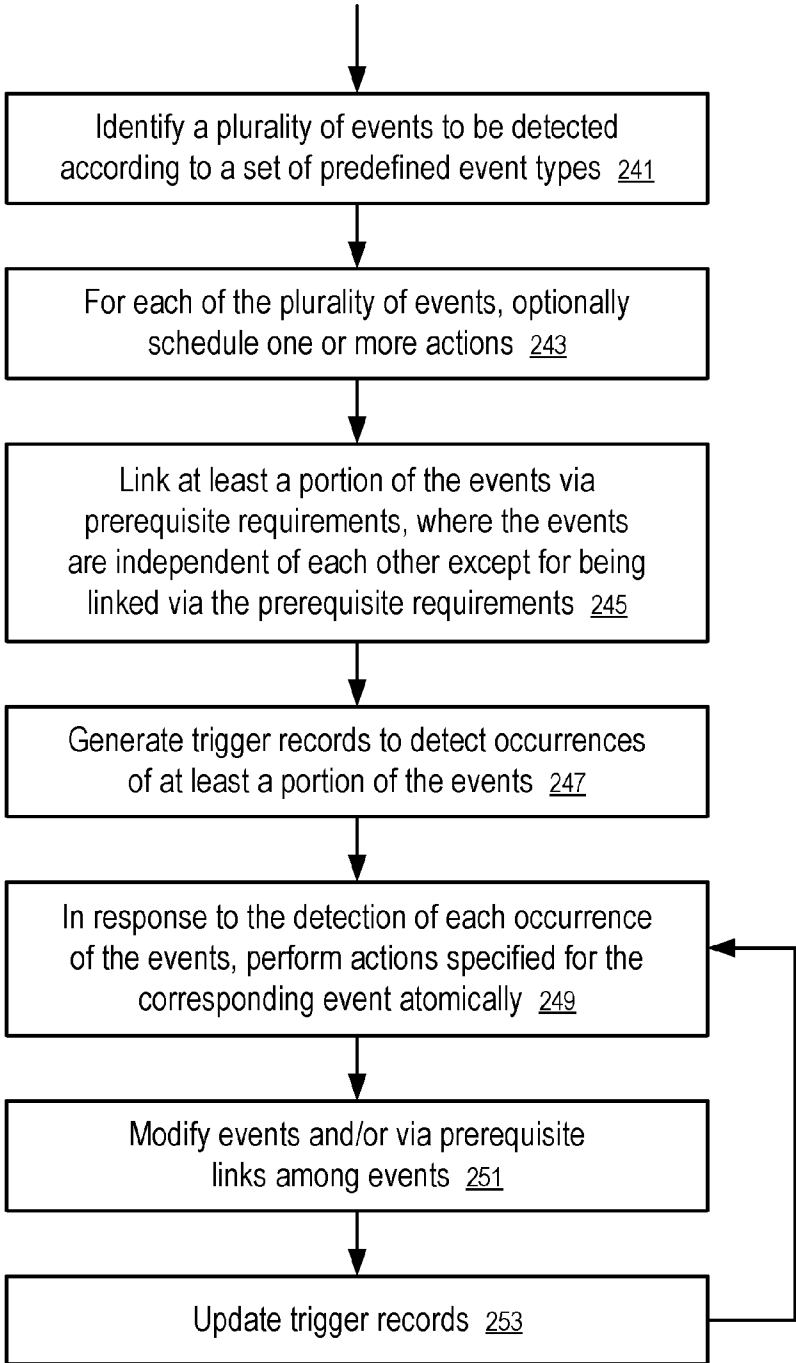 Identify a plurality of events to be detected
according to a set of predefined event types 241
For each of the plurality of events, optionally
schedule one or more actions 243
Link at least a portion of the events via
prerequisite requirements, where the events
are independent of each other except for being
linked via the prerequisite requirements 245
Generate trigger records to detect occurrences
of at least a portion of the events 247
In response to the detection of each occurrence
of the events, perform actions specified for the
corresponding event atomically 249
Modify events and/or via prerequisite
links among events 251
Update trigger records 253